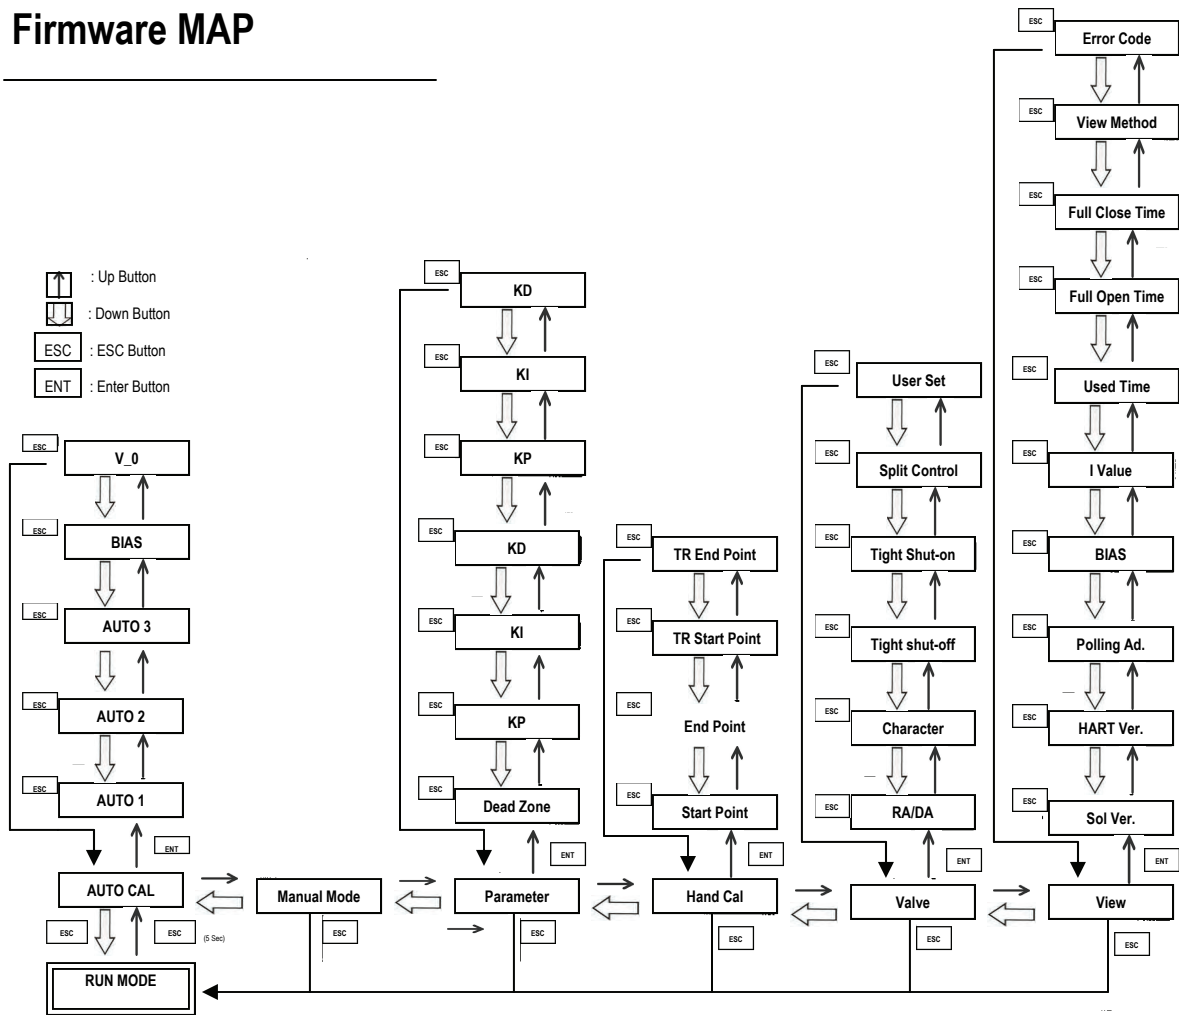 Firmware MAP
: Up Button
: Down Button
ESC : ESC Button
ENT : Enter Button
ESC
V_0
ESC
BIAS
ESC
AUTO 3
ESC
AUTO 2
ESC
AUTO 1
ENT
AUTO CAL
ESC
ESC
(5 Sec)
RUN MODE
Manual Mode
ESC
ESC
KD
ESC
KI
ESC
KP
ESC
KD
ESC
KI
ESC
KP
ESC
Dead Zone
ENT
Parameter
ESC
ESC
TR End Point
ESC
TR Start Point
ESC
End Point
ESC
Start Point
ENT
Hand Cal
ESC
ESC
User Set
ESC
Split Control
ESC
Tight Shut-on
ESC
Tight shut-off
ESC
Character
ESC
RA/DA
ENT
Valve
ESC
ESC
Error Code
ESC
View Method
ESC
Full Close Time
ESC
Full Open Time
ESC
Used Time
ESC
I Value
ESC
BIAS
ESC
Polling Ad.
ESC
HART Ver.
ESC
Sol Ver.
ENT
View
ESC